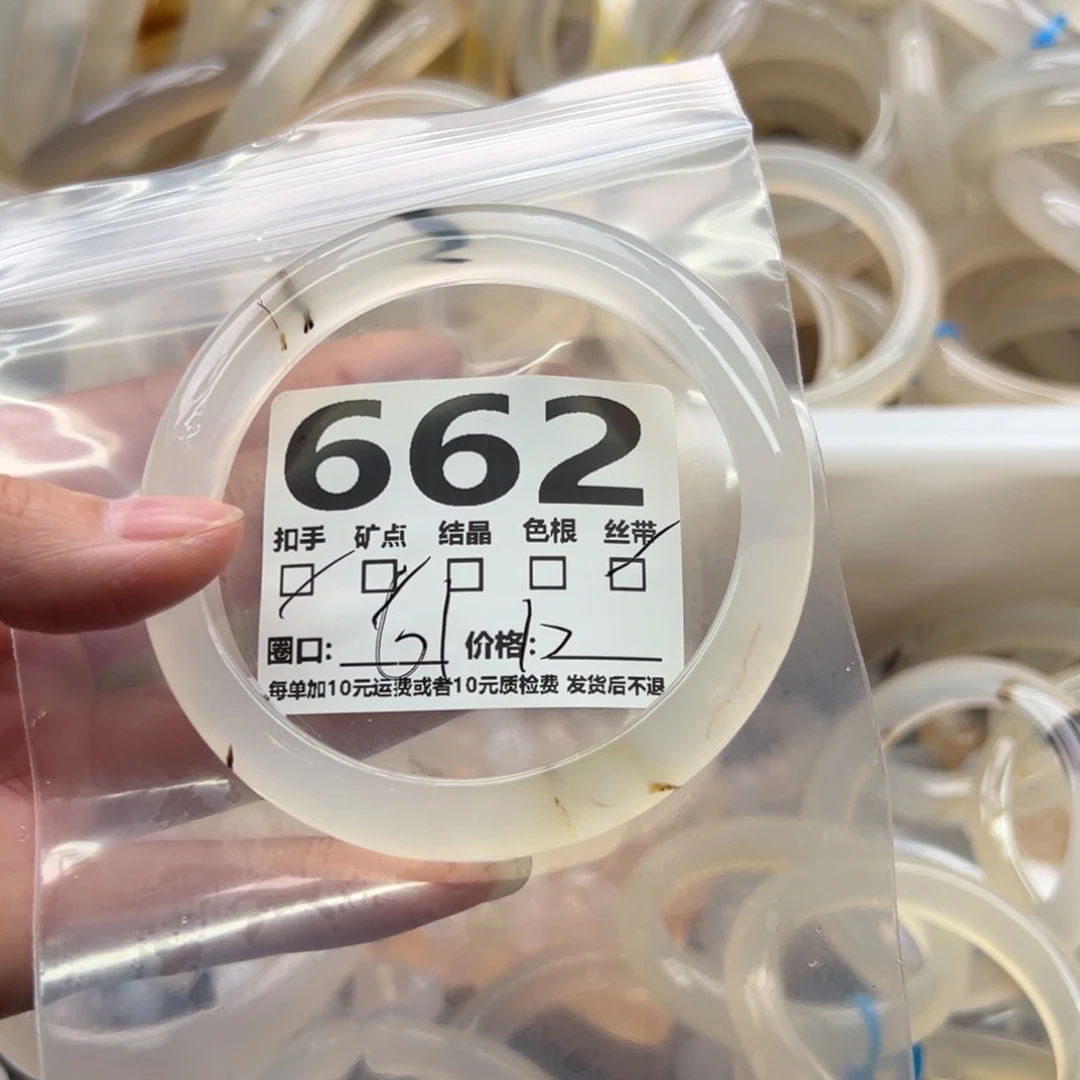 662
扣手 矿点 结晶 色根 丝带
圈口: 61 价格: 12
每单加10元运费或者10元质检费 发货后不退